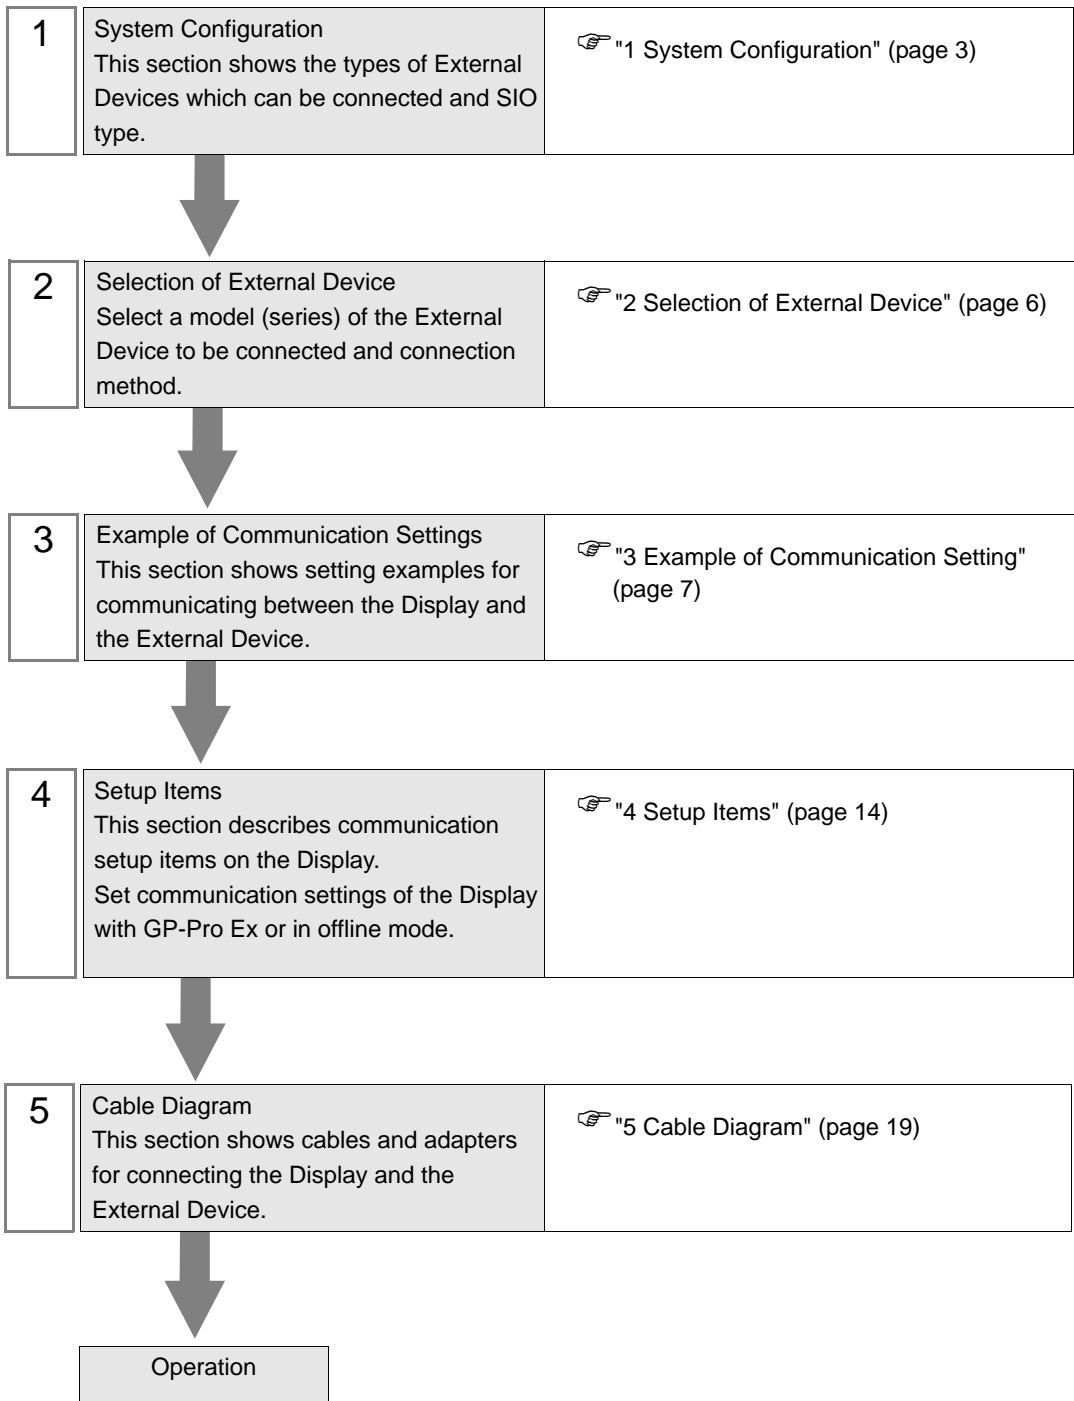 1
System Configuration
This section shows the types of External
Devices which can be connected and SIO
type.
"1 System Configuration" (page 3)
2
Selection of External Device
Select a model (series) of the External
Device to be connected and connection
method.
"2 Selection of External Device" (page 6)
3
Example of Communication Settings
This section shows setting examples for
communicating between the Display and
the External Device.
"3 Example of Communication Setting"
(page 7)
4
Setup Items
This section describes communication
setup items on the Display.
Set communication settings of the Display
with GP-Pro Ex or in offline mode.
"4 Setup Items" (page 14)
5
Cable Diagram
This section shows cables and adapters
for connecting the Display and the
External Device.
"5 Cable Diagram" (page 19)
Operation